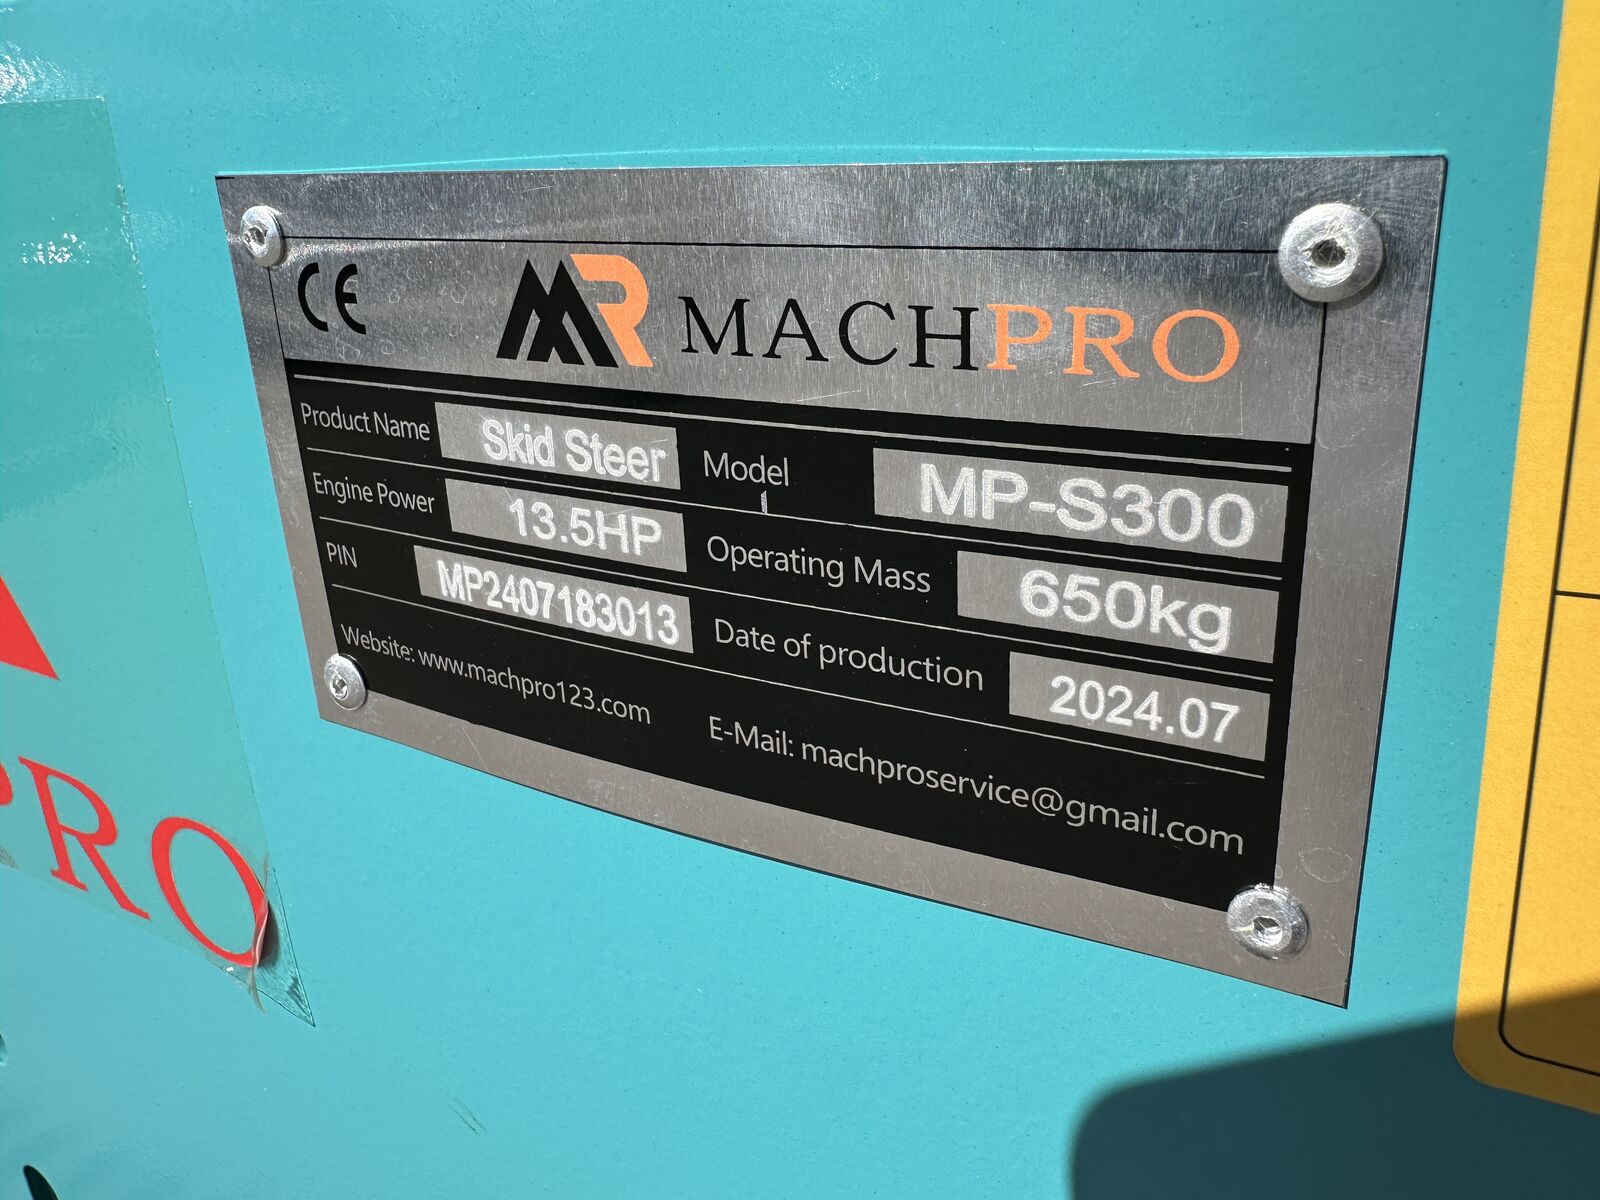 CE MR MACHPRO
Product Name Skid Steer Model MP-S300
Engine Power 13.5HP Operating Mass 650kg
PIN MP2407183013 Date of production 2024.07
Website: www.machpro123.com E-Mail: machproservice@gmail.com
PRO